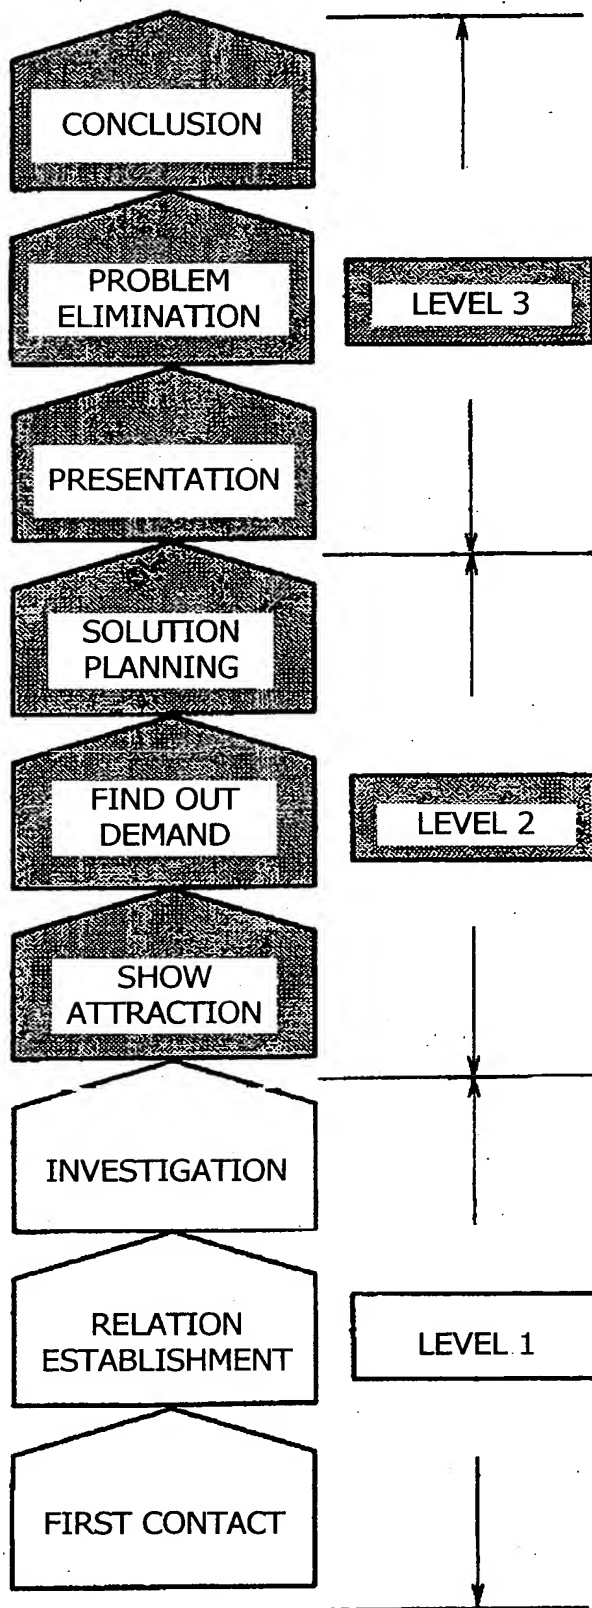 CONCLUSION
PROBLEM
ELIMINATION
LEVEL 3
PRESENTATION
SOLUTION
PLANNING
FIND OUT
DEMAND
LEVEL 2
SHOW
ATTRACTION
INVESTIGATION
RELATION
ESTABLISHMENT
LEVEL 1
FIRST CONTACT